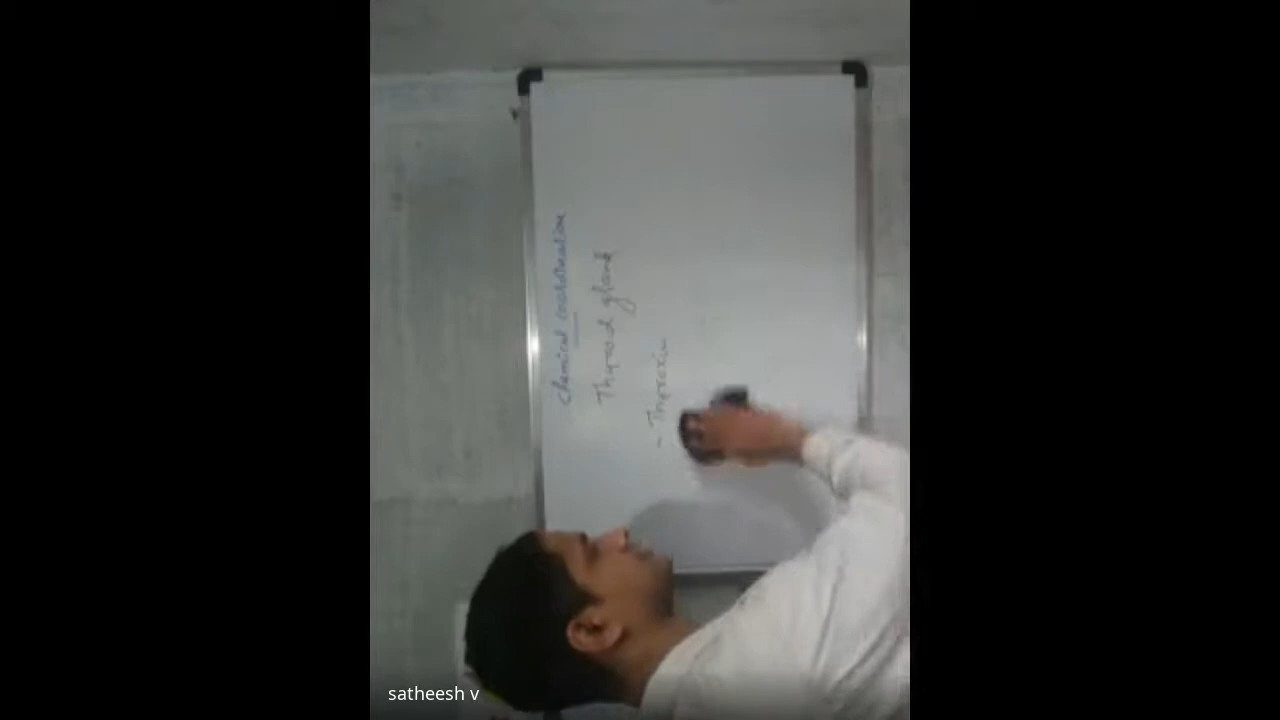 chemical coordination
Thyroid gland
- Thyroxin
satheesh v